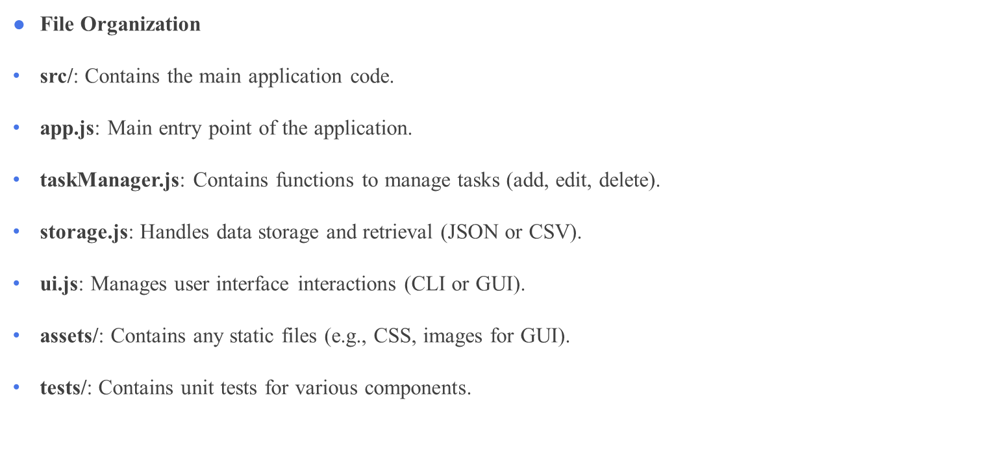 • File Organization
• src/: Contains the main application code.
• app.js: Main entry point of the application.
• taskManager.js: Contains functions to manage tasks (add, edit, delete).
• storage.js: Handles data storage and retrieval (JSON or CSV).
• ui.js: Manages user interface interactions (CLI or GUI).
• assets/: Contains any static files (e.g., CSS, images for GUI).
• tests/: Contains unit tests for various components.